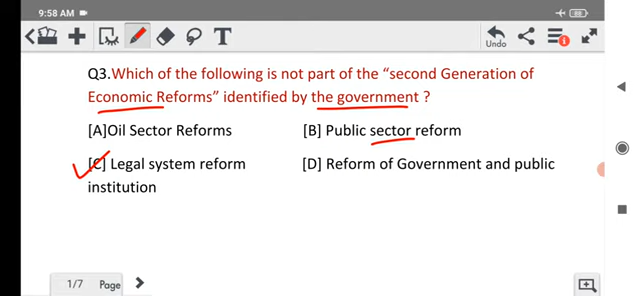 9:58 AM
88
T
Undo
Q3.Which of the following is not part of the “second Generation of
Economic Reforms” identified by the government ?
[A]Oil Sector Reforms [B] Public sector reform
[C] Legal system reform [D] Reform of Government and public
institution
1/7 Page